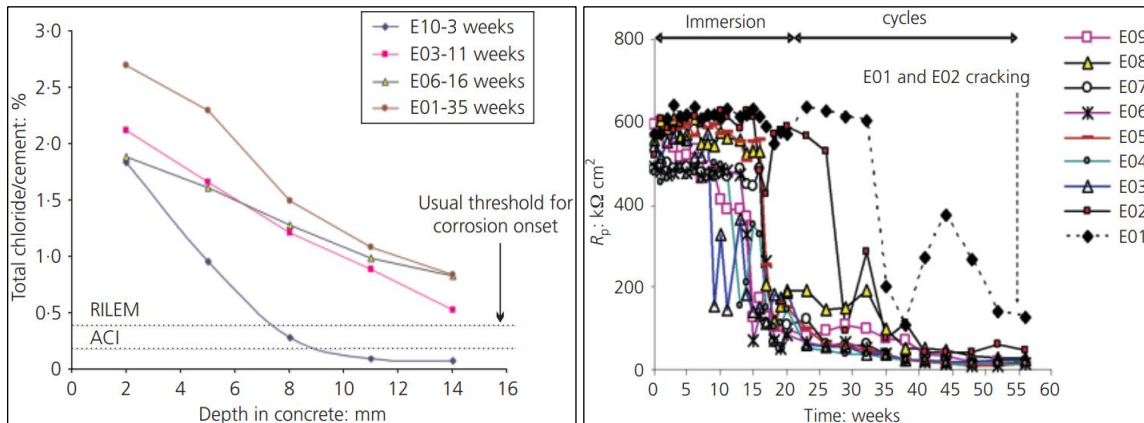 Total chloride/cement: %
3·0
2·5
2·0
1·5
1·0
0·5
0
E10-3 weeks
E03-11 weeks
E06-16 weeks
E01-35 weeks
Usual threshold for
corrosion onset
RILEM
ACI
0 2 4 6 8 10 12 14 16
Depth in concrete: mm
Immersion
cycles
Rp: kΩ cm²
800
600
400
200
0
E01 and E02 cracking
E09
E08
E07
E06
E05
E04
E03
E02
E01
0 5 10 15 20 25 30 35 40 45 50 55 60
Time: weeks